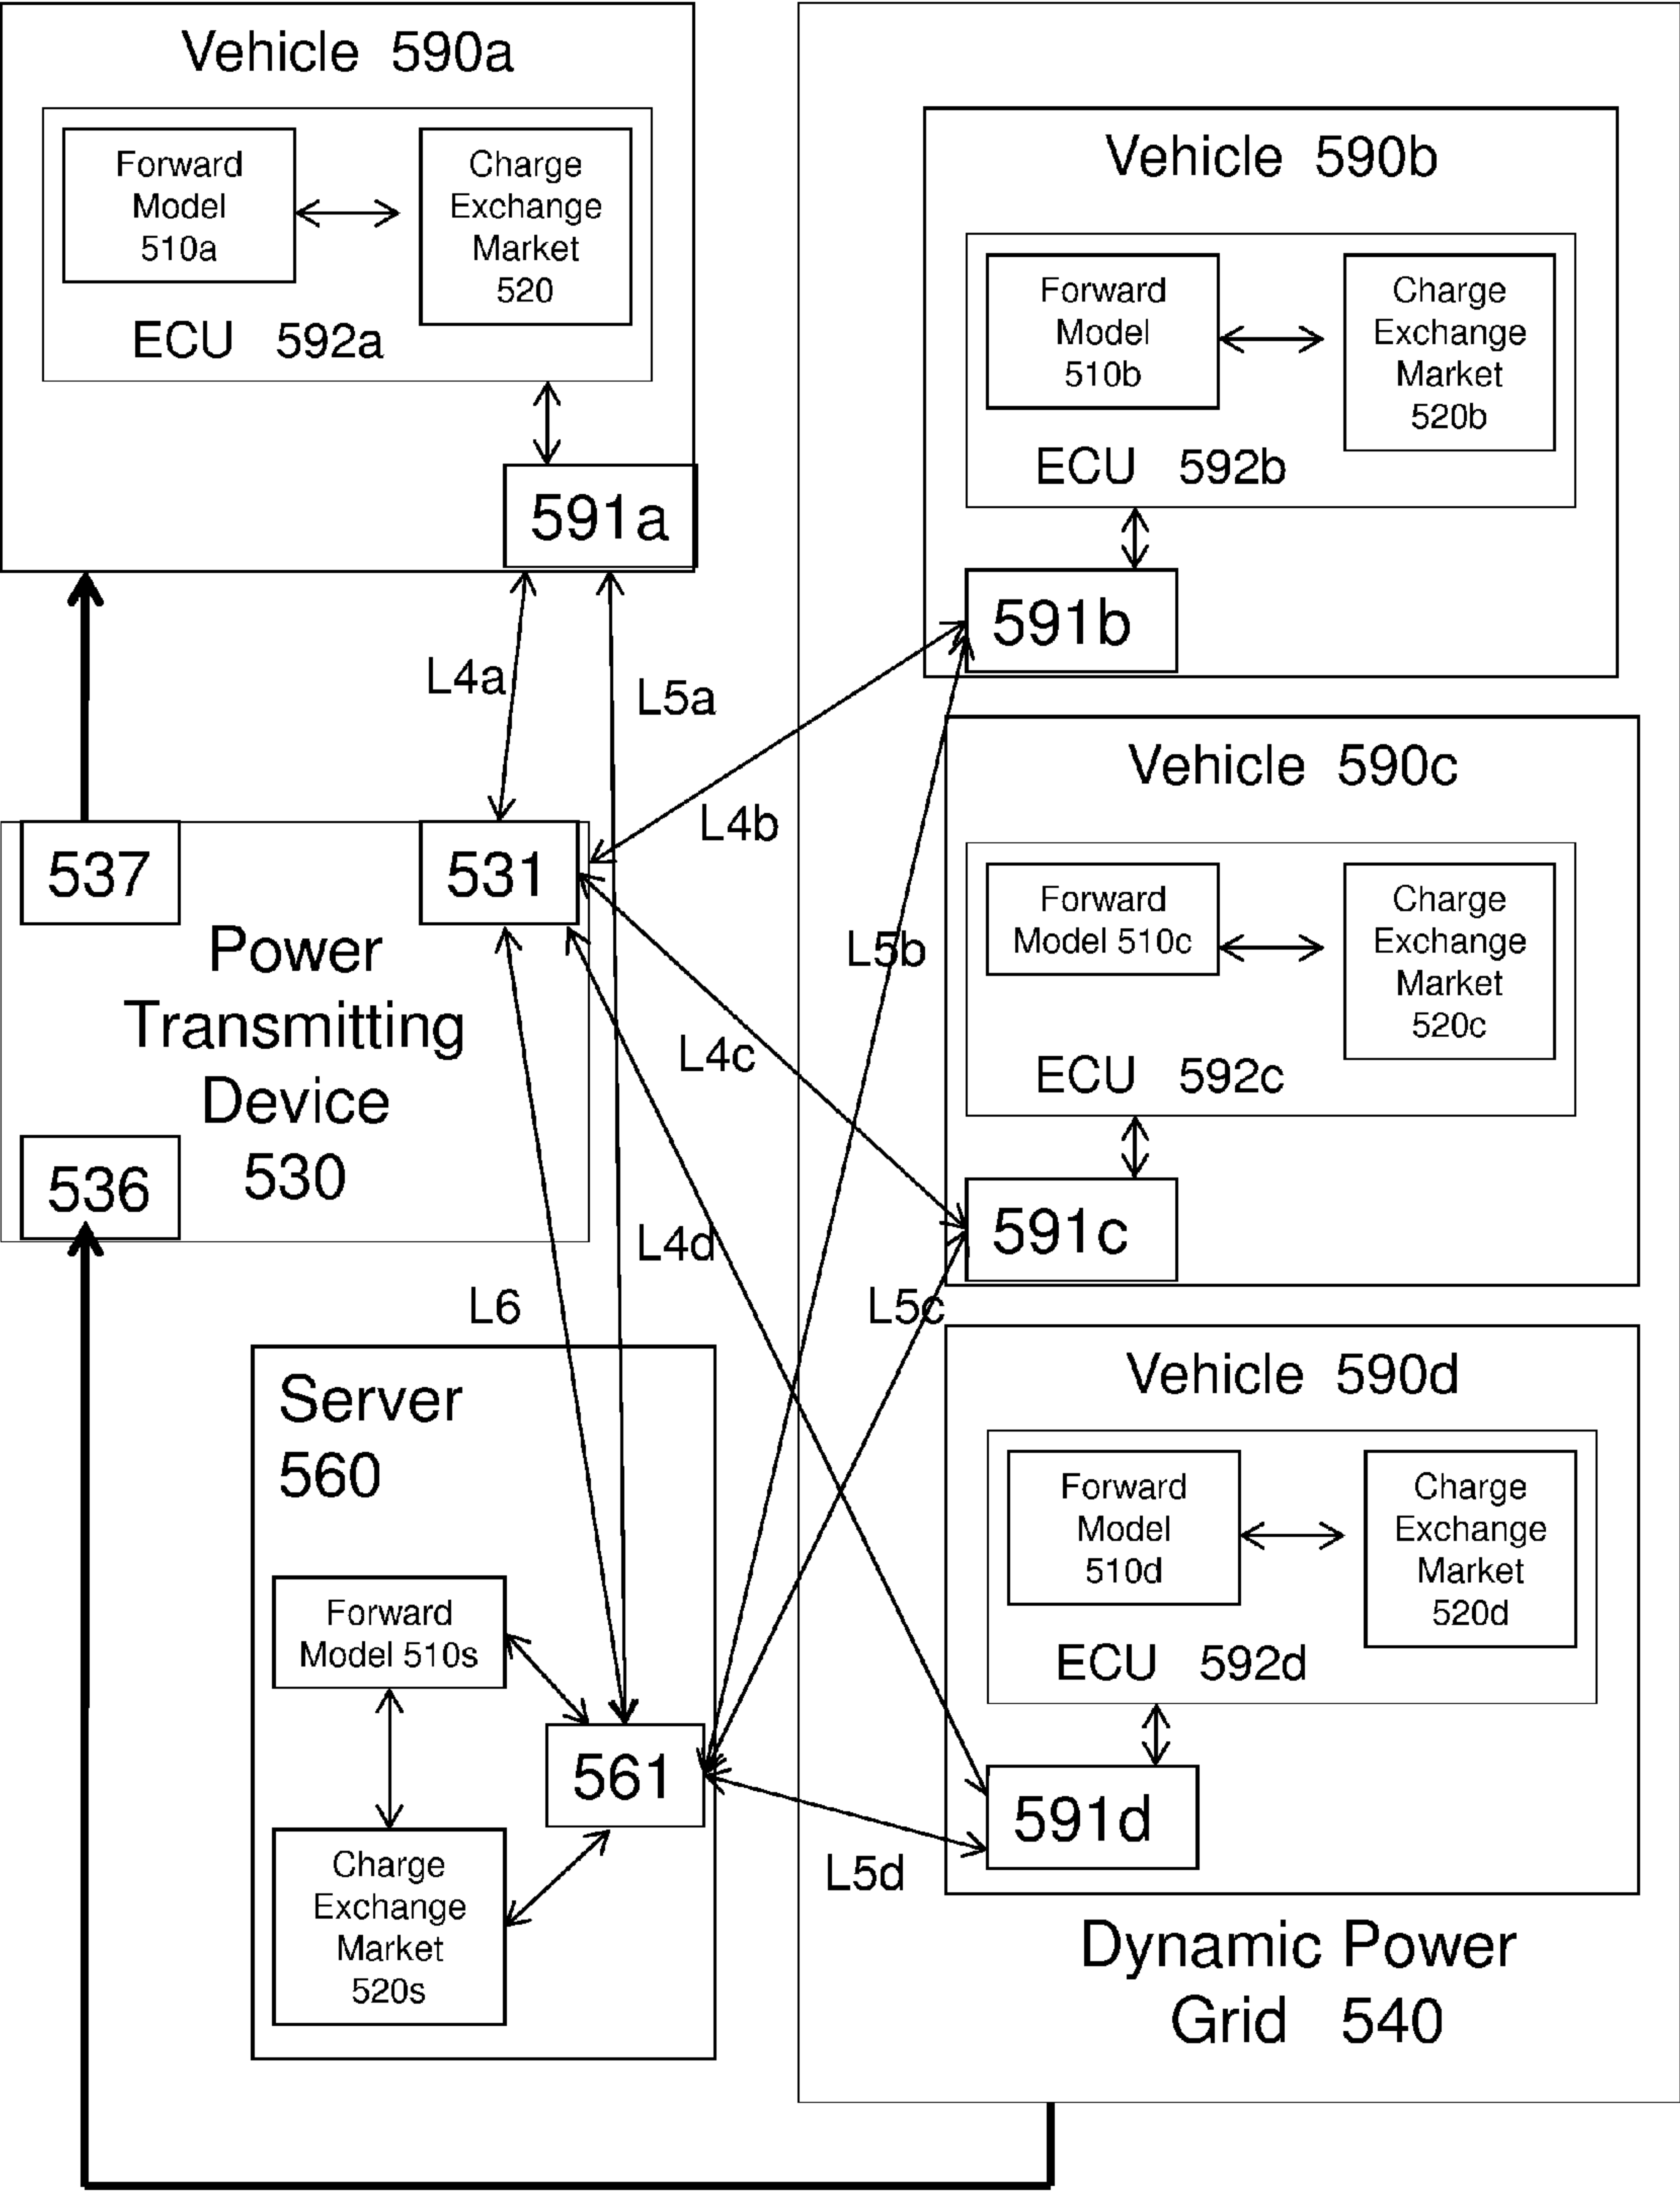 Vehicle 590a
Forward
Model
510a
Charge
Exchange
Market
520
ECU 592a
591a
L4a
L5a
537
531
Power
Transmitting
Device
530
536
L4b
L4c
L4d
L5b
L5c
L5d
L6
Server
560
Forward
Model 510s
561
Charge
Exchange
Market
520s
Vehicle 590b
Forward
Model
510b
Charge
Exchange
Market
520b
ECU 592b
591b
Vehicle 590c
Forward
Model 510c
Charge
Exchange
Market
520c
ECU 592c
591c
Vehicle 590d
Forward
Model
510d
Charge
Exchange
Market
520d
ECU 592d
591d
Dynamic Power
Grid 540